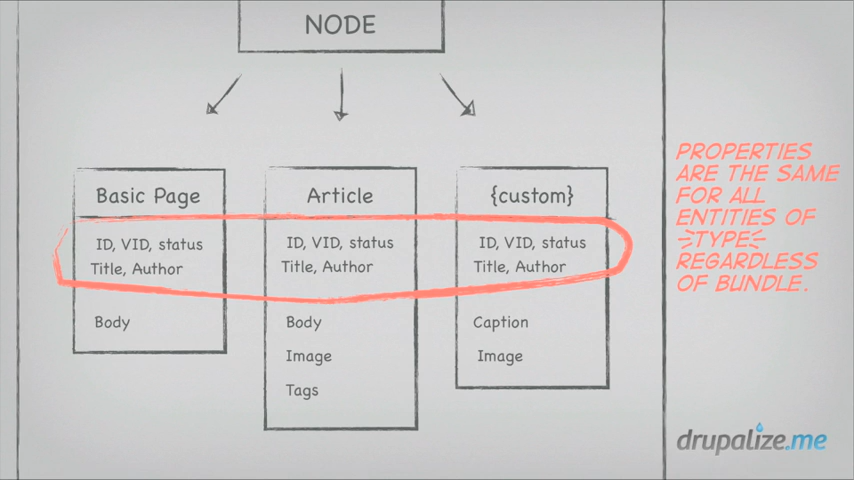 NODE
Basic Page
ID, VID, status
Title, Author
Body
Article
ID, VID, status
Title, Author
Body
Image
Tags
{custom}
ID, VID, status
Title, Author
Caption
Image
PROPERTIES
ARE THE SAME
FOR ALL
ENTITIES OF
TYPE
REGARDLESS
OF BUNDLE.
drupalize.me